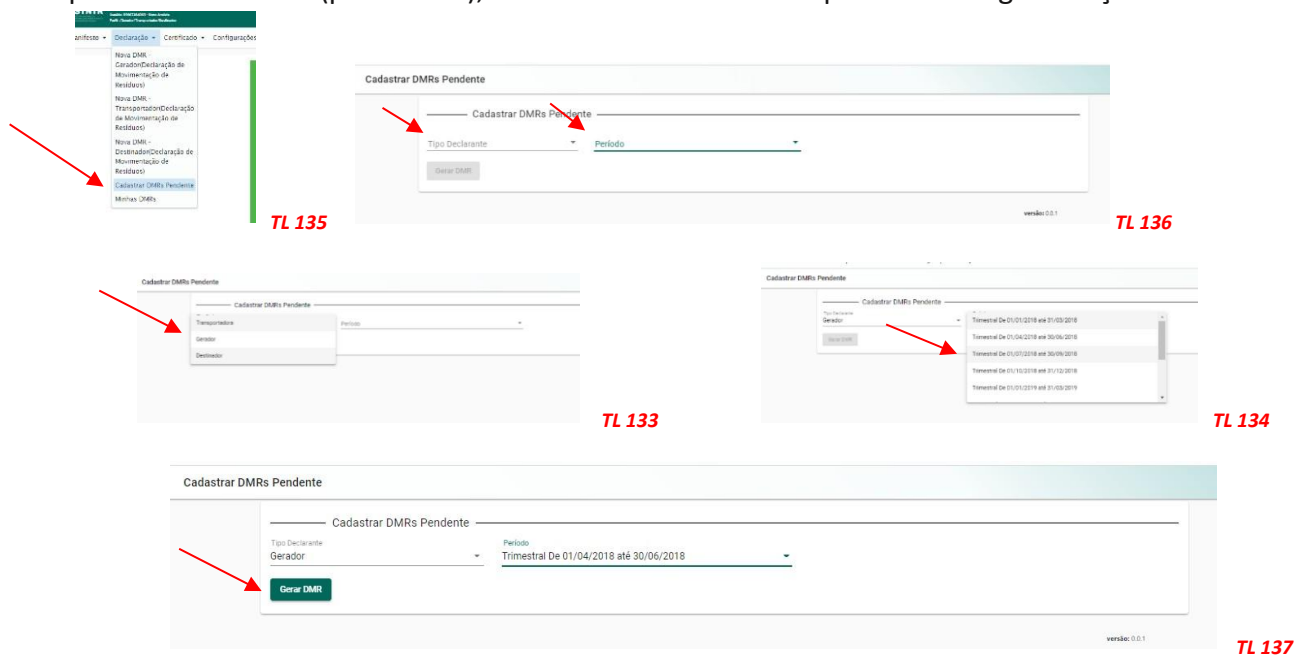 Manifesto Declaração Certificado Configurações
Nova DMR -
Gerador(Declaração de
Movimentação de
Resíduos)
Nova DMR -
Transportador(Declaração
de Movimentação de
Resíduos)
Nova DMR -
Destinador(Declaração de
Movimentação de
Resíduos)
Cadastrar DMRs Pendente
Minhas DMRs
TL 135
Cadastrar DMRs Pendente
Cadastrar DMRs Pendente
Tipo Declarante Período
Gerar DMR
versão: 0.0.1
TL 136
Cadastrar DMRs Pendente
Cadastrar DMRs Pendente
Transportadora Período
Gerador
Destinador
TL 133
Cadastrar DMRs Pendente
Cadastrar DMRs Pendente
Tipo Declarante
Gerador
Gerar DMR
Trimestral De 01/01/2018 até 31/03/2018
Trimestral De 01/04/2018 até 30/06/2018
Trimestral De 01/07/2018 até 30/09/2018
Trimestral De 01/10/2018 até 31/12/2018
Trimestral De 01/01/2019 até 31/03/2019
TL 134
Cadastrar DMRs Pendente
Cadastrar DMRs Pendente
Tipo Declarante Período
Gerador Trimestral De 01/04/2018 até 30/06/2018
Gerar DMR
versão: 0.0.1
TL 137